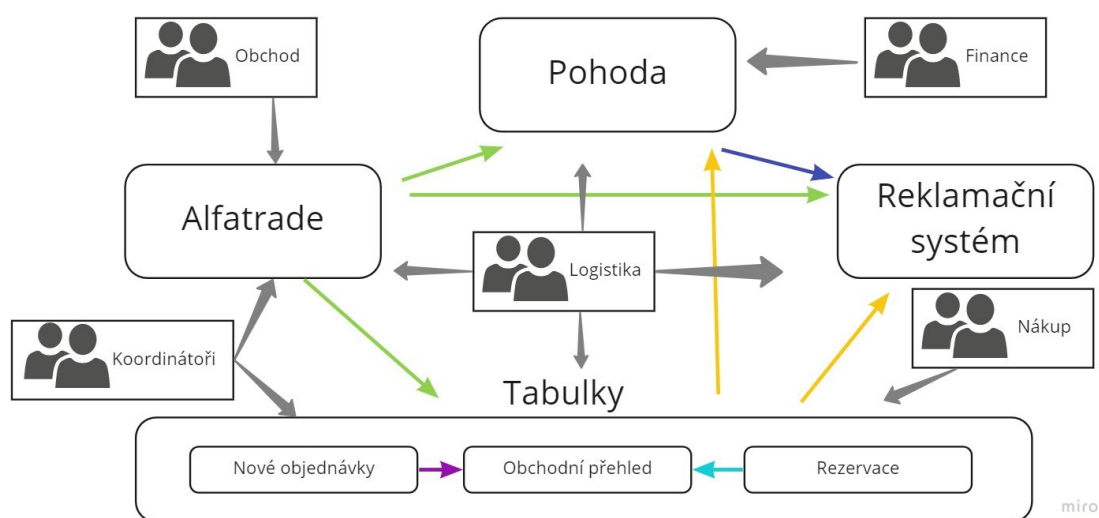 Obchod
Pohoda
Finance
Alfatrade
Reklamační
systém
Logistika
Koordinátoři
Nákup
Tabulky
Nové objednávky
Obchodní přehled
Rezervace
miro